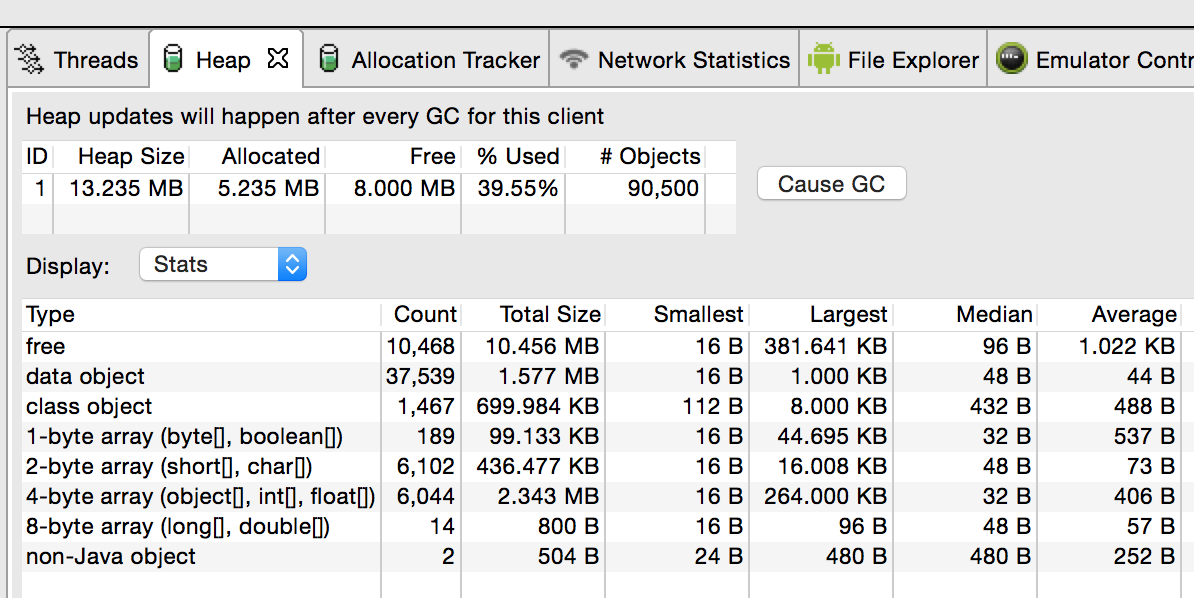 Threads Heap Allocation Tracker Network Statistics File Explorer Emulator Contr
Heap updates will happen after every GC for this client
ID Heap Size Allocated Free % Used # Objects
1 13.235 MB 5.235 MB 8.000 MB 39.55% 90,500
Cause GC
Display: Stats
Type Count Total Size Smallest Largest Median Average
free 10,468 10.456 MB 16 B 381.641 KB 96 B 1.022 KB
data object 37,539 1.577 MB 16 B 1.000 KB 48 B 44 B
class object 1,467 699.984 KB 112 B 8.000 KB 432 B 488 B
1-byte array (byte[], boolean[]) 189 99.133 KB 16 B 44.695 KB 32 B 537 B
2-byte array (short[], char[]) 6,102 436.477 KB 16 B 16.008 KB 48 B 73 B
4-byte array (object[], int[], float[]) 6,044 2.343 MB 16 B 264.000 KB 32 B 406 B
8-byte array (long[], double[]) 14 800 B 16 B 96 B 48 B 57 B
non-Java object 2 504 B 24 B 480 B 480 B 252 B